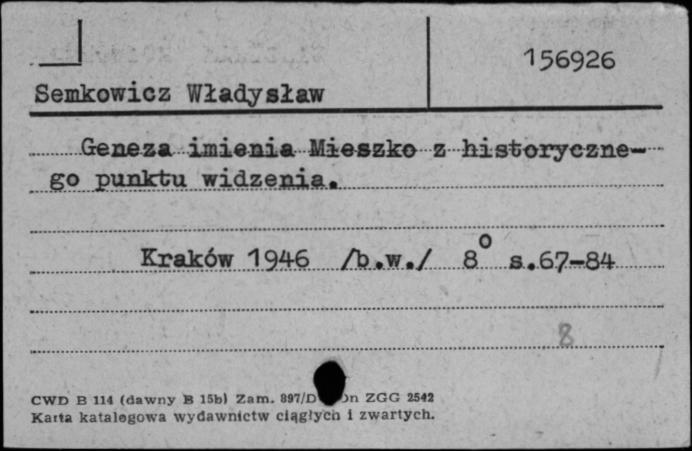 156926
Semkowicz Władysław
Geneza imienia Mieszko z historyczne-
go punktu widzenia.
Kraków 1946 /b.w./ 8° s.67-84
8
CWD B 114 (dawny B 15b) Zam. 897/D n ZGG 2542
Karta katalogowa wydawnictw ciągłych i zwartych.